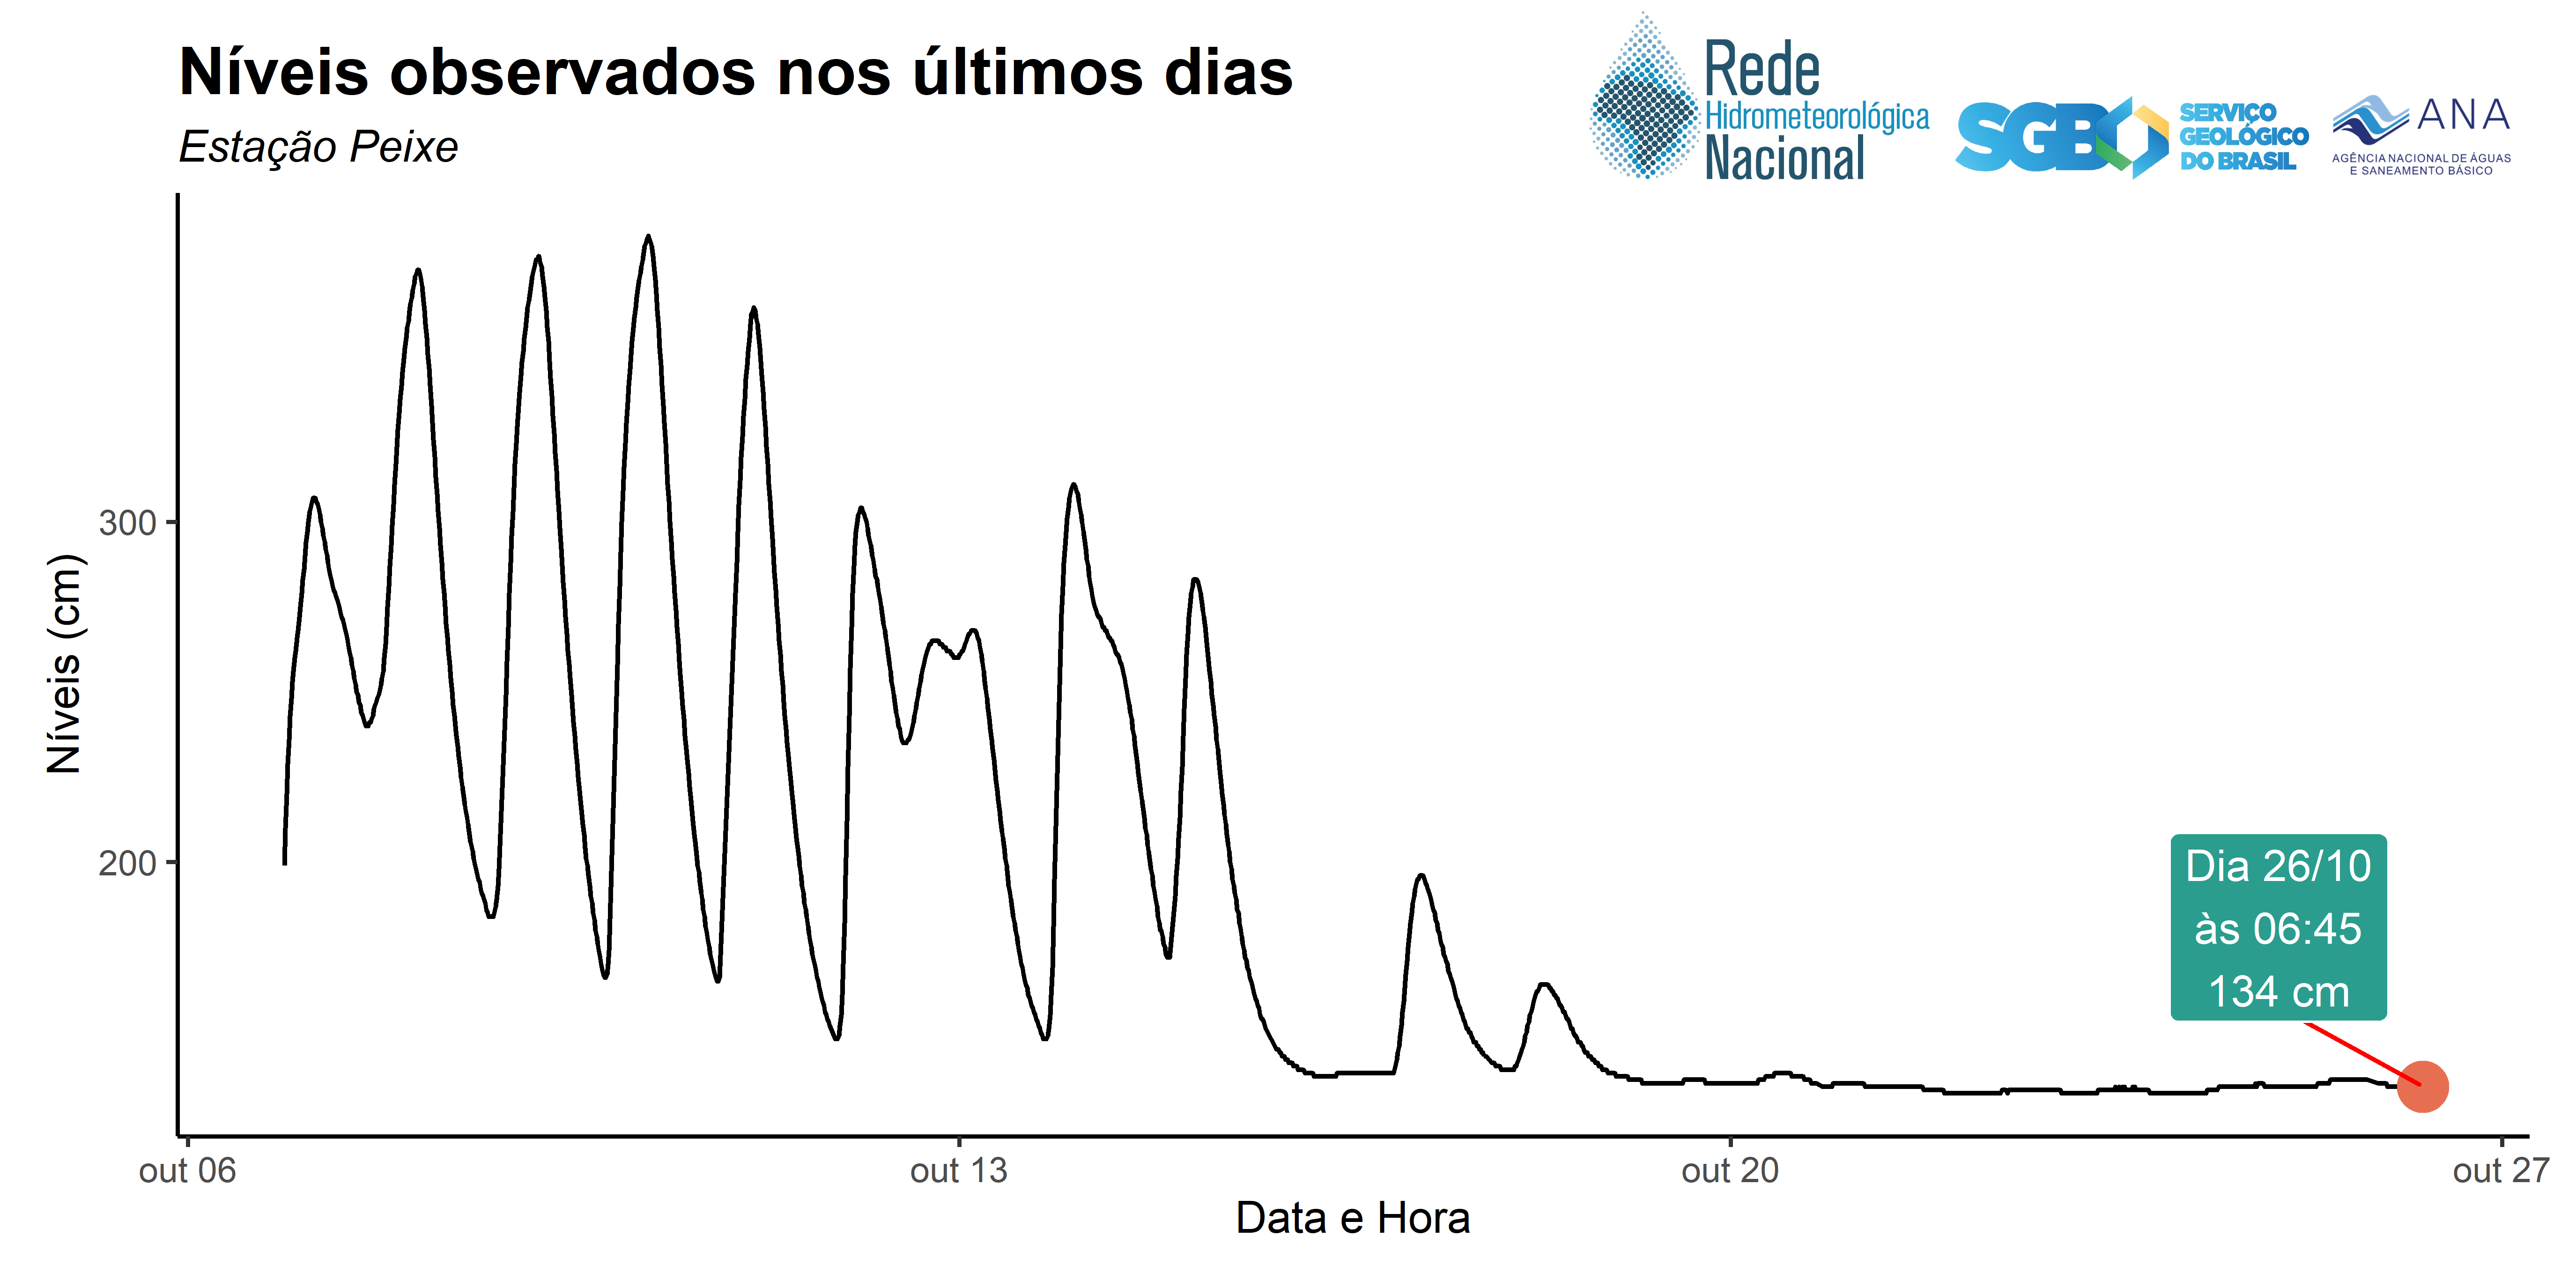 Níveis observados nos últimos dias
Estação Peixe
Rede
Hidrometeorológica
Nacional
SGB
SERVIÇO
GEOLÓGICO
DO BRASIL
ANA
AGÊNCIA NACIONAL DE ÁGUAS
E SANEAMENTO BÁSICO
Níveis (cm)
300
200
Dia 26/10
às 06:45
134 cm
out 06
out 13
out 20
out 27
Data e Hora